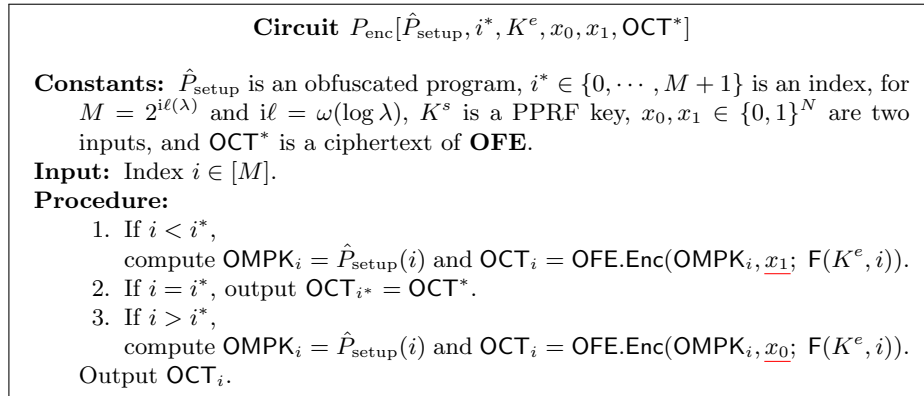 Circuit P_enc[P̂_setup, i*, K^e, x_0, x_1, OCT*]
Constants: P̂_setup is an obfuscated program, i* ∈ {0, ⋯ , M + 1} is an index, for
M = 2^{iℓ(λ)} and iℓ = ω(log λ), K^s is a PPRF key, x_0, x_1 ∈ {0, 1}^N are two
inputs, and OCT* is a ciphertext of OFE.
Input: Index i ∈ [M].
Procedure:
1. If i < i*,
compute OMPK_i = P̂_setup(i) and OCT_i = OFE.Enc(OMPK_i, x_1; F(K^e, i)).
2. If i = i*, output OCT_{i*} = OCT*.
3. If i > i*,
compute OMPK_i = P̂_setup(i) and OCT_i = OFE.Enc(OMPK_i, x_0; F(K^e, i)).
Output OCT_i.